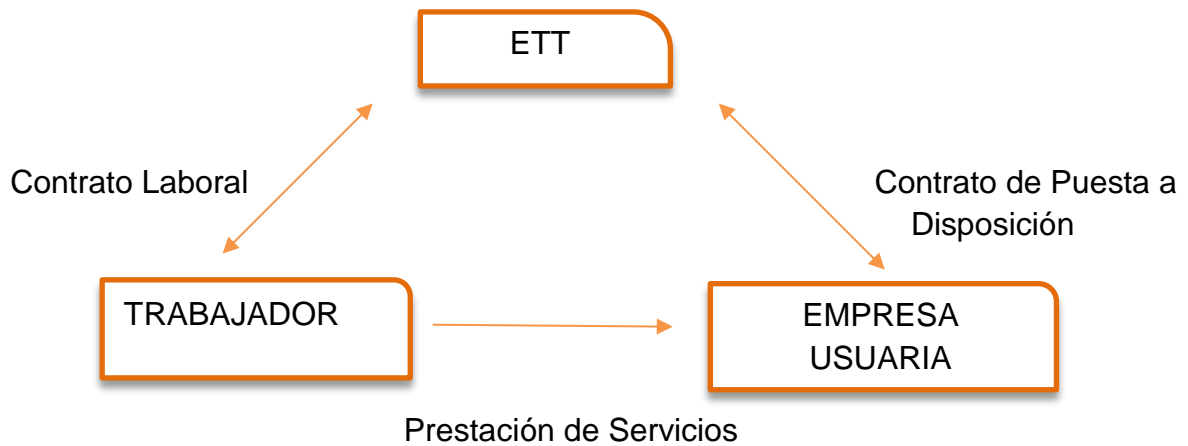 ETT
Contrato Laboral
Contrato de Puesta a
Disposición
TRABAJADOR
EMPRESA
USUARIA
Prestación de Servicios